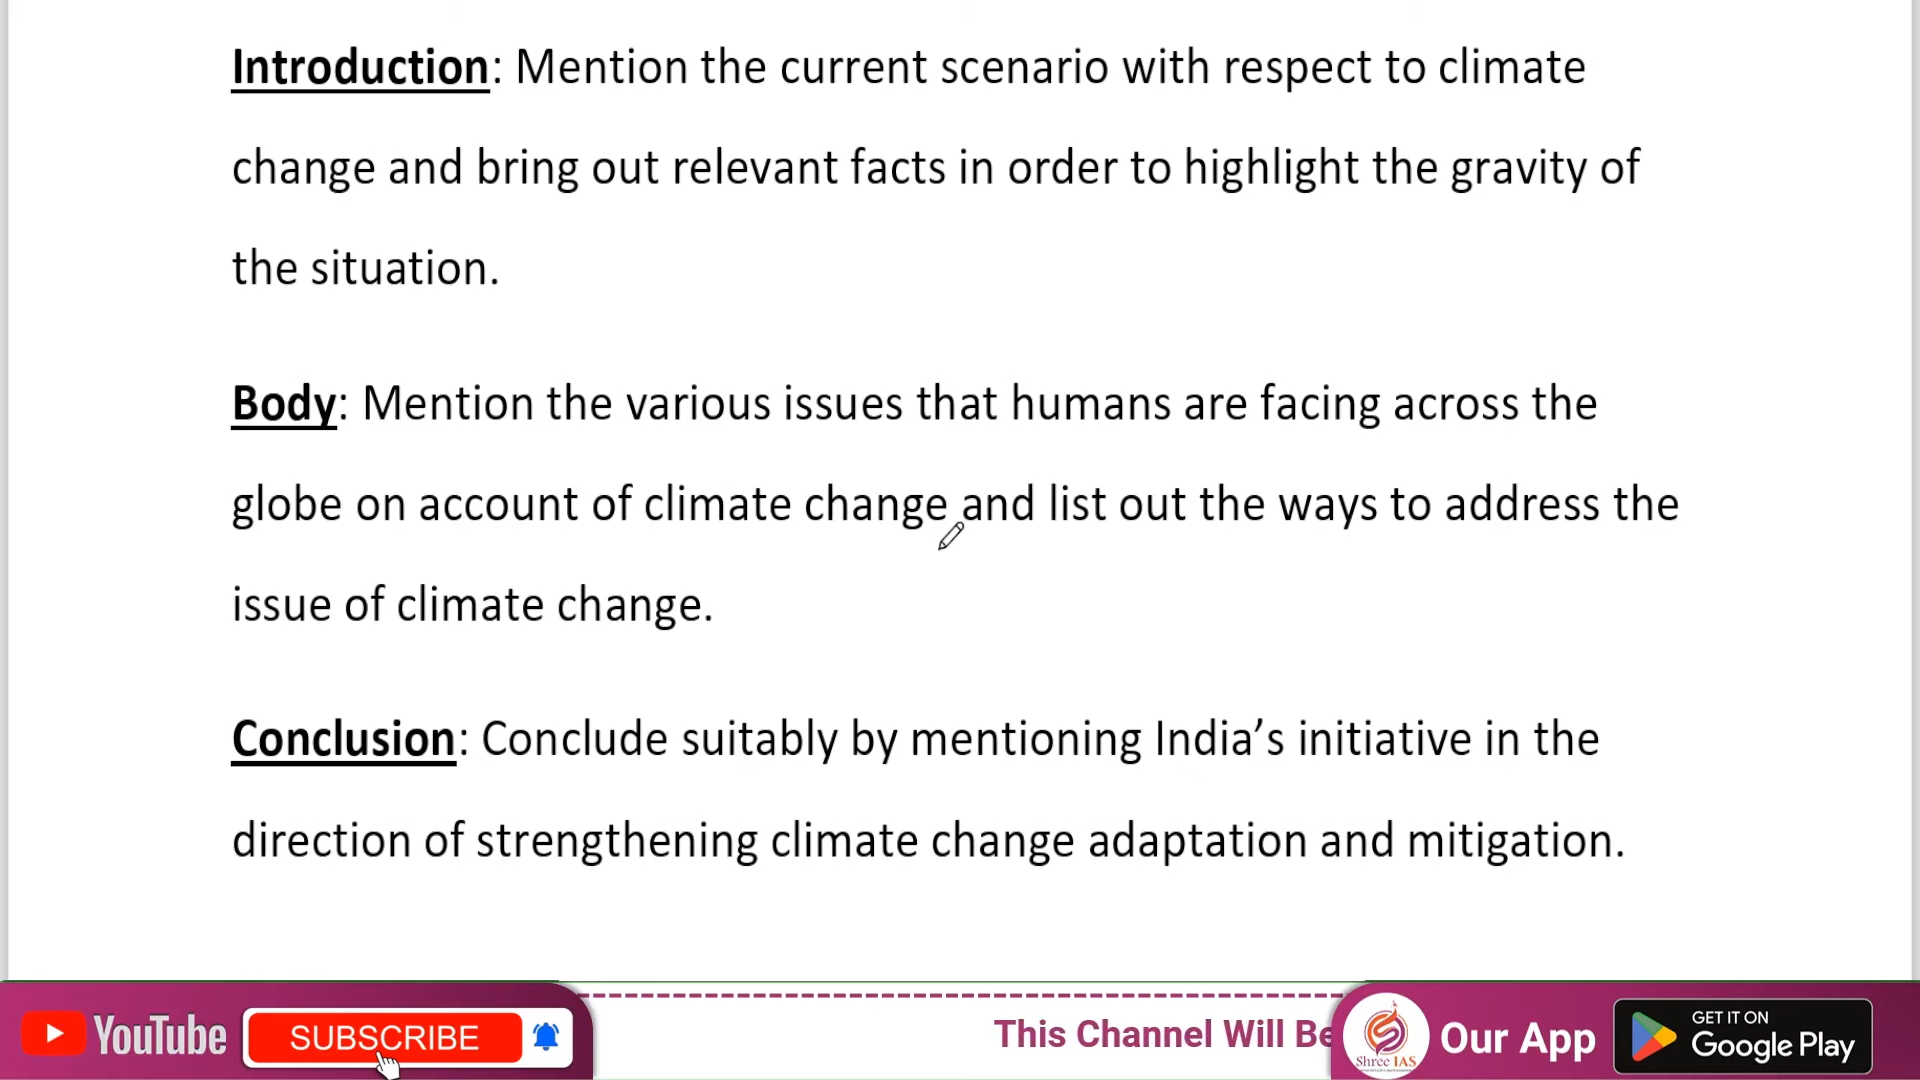 Introduction: Mention the current scenario with respect to climate
change and bring out relevant facts in order to highlight the gravity of
the situation.
Body: Mention the various issues that humans are facing across the
globe on account of climate change and list out the ways to address the
issue of climate change.
Conclusion: Conclude suitably by mentioning India’s initiative in the
direction of strengthening climate change adaptation and mitigation.
YouTube
SUBSCRIBE
This Channel Will Be
Shree IAS
Our App
GET IT ON
Google Play